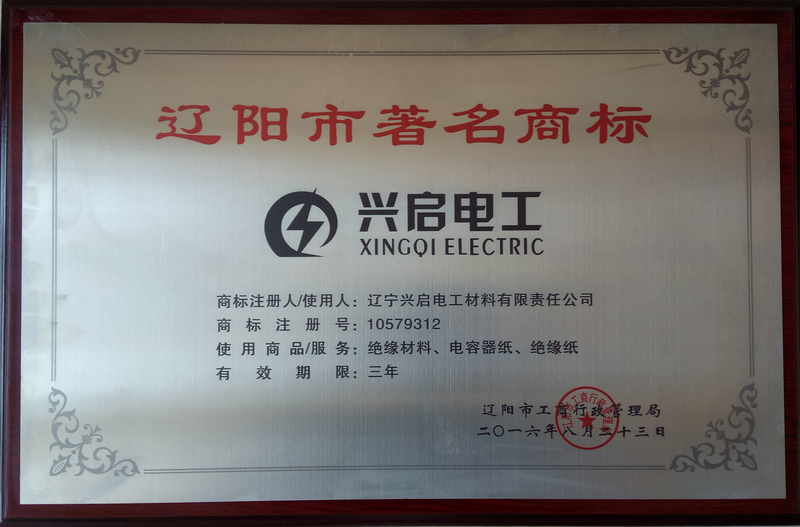 辽阳市著名商标
兴启电工
XINGQI ELECTRIC
商标注册人/使用人：辽宁兴启电工材料有限责任公司
商标注册号：10579312
使用商品/服务：绝缘材料、电容器纸、绝缘纸
有效期限：三年
辽阳市工商行政管理局
二〇一六年八月二十三日